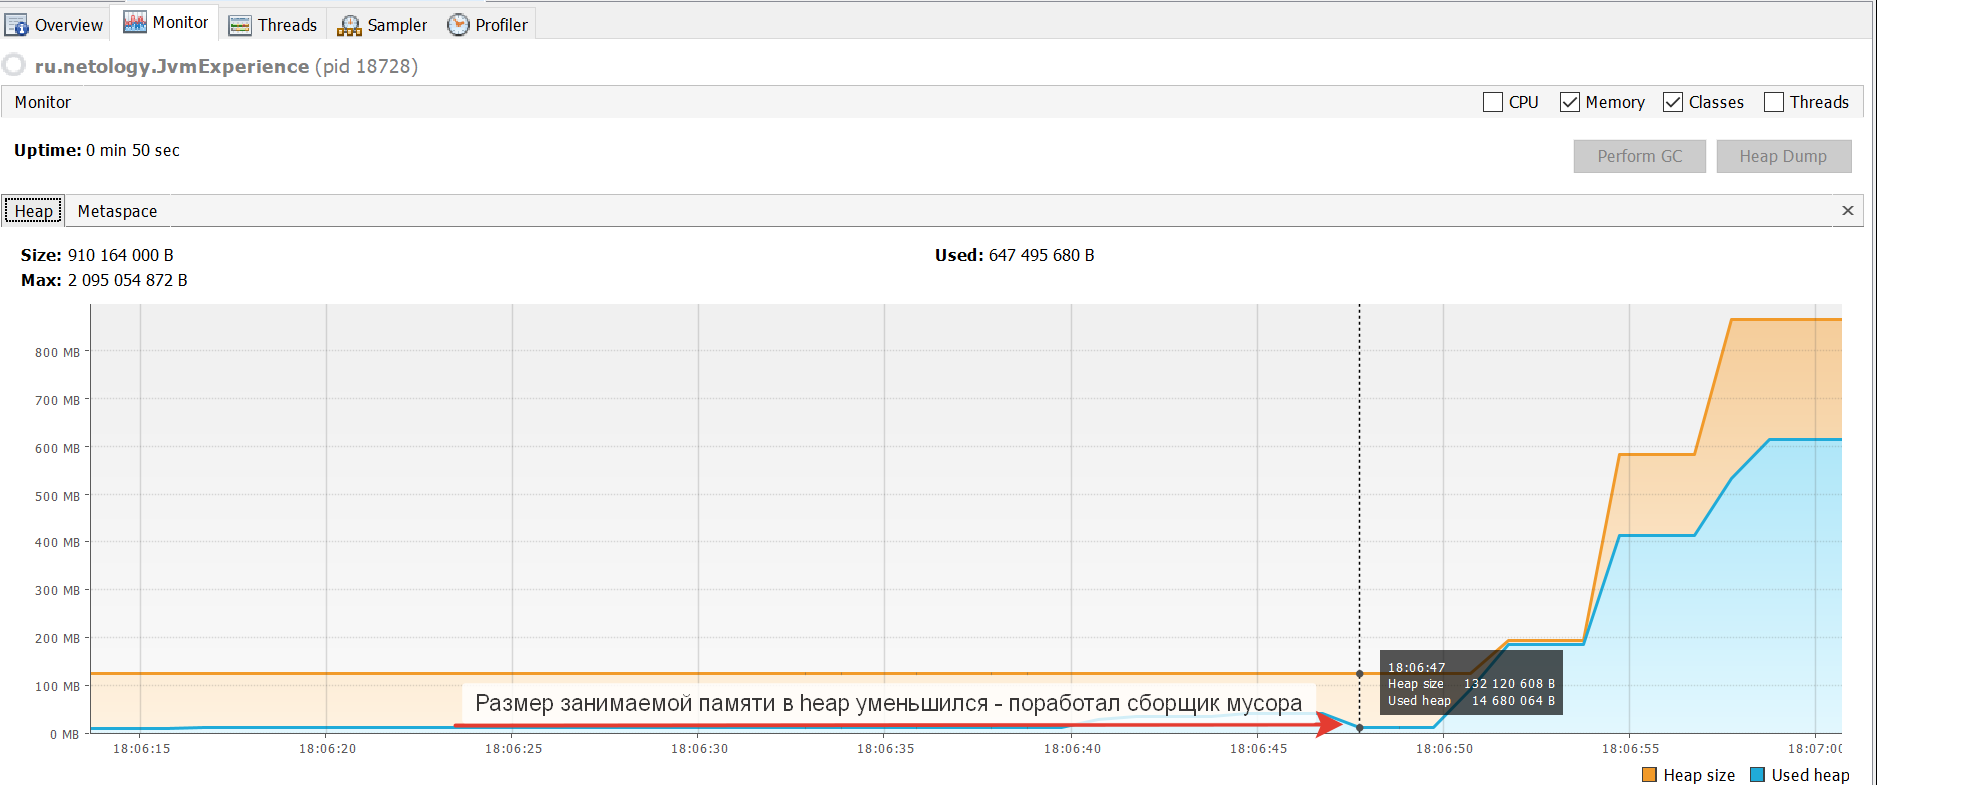 Overview Monitor Threads Sampler Profiler
ru.netology.JvmExperience (pid 18728)
Monitor CPU Memory Classes Threads
Uptime: 0 min 50 sec
Perform GC Heap Dump
Heap Metaspace
Size: 910 164 000 B Used: 647 495 680 B
Max: 2 095 054 872 B
800 MB
700 MB
600 MB
500 MB
400 MB
300 MB
200 MB
100 MB
0 MB
18:06:47
Heap size 132 120 608 B
Used heap 14 680 064 B
Размер занимаемой памяти в heap уменьшился - поработал сборщик мусора
18:06:15 18:06:20 18:06:25 18:06:30 18:06:35 18:06:40 18:06:45 18:06:50 18:06:55 18:07:00
Heap size Used heap